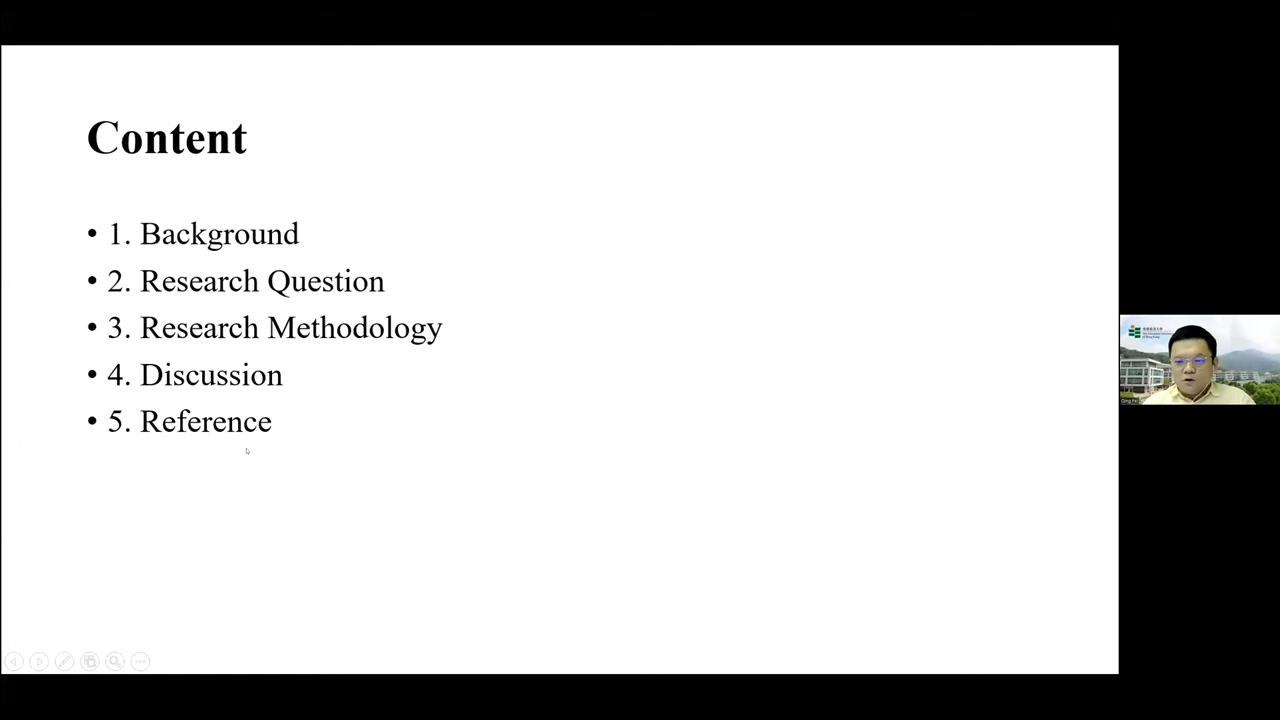 Content
• 1. Background
• 2. Research Question
• 3. Research Methodology
• 4. Discussion
• 5. Reference